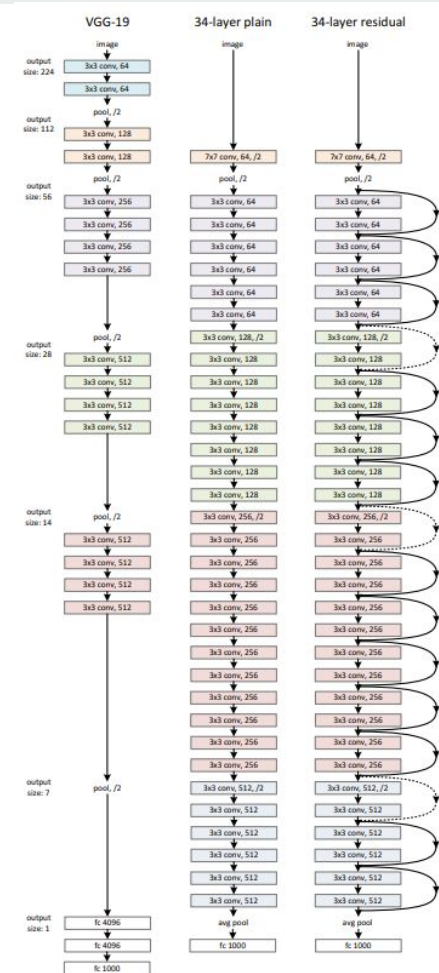 VGG-19
image
output
size: 224
3x3 conv, 64
3x3 conv, 64
pool, /2
output
size: 112
3x3 conv, 128
3x3 conv, 128
pool, /2
output
size: 56
3x3 conv, 256
3x3 conv, 256
3x3 conv, 256
3x3 conv, 256
pool, /2
output
size: 28
3x3 conv, 512
3x3 conv, 512
3x3 conv, 512
3x3 conv, 512
output
size: 14
pool, /2
3x3 conv, 512
3x3 conv, 512
3x3 conv, 512
3x3 conv, 512
output
size: 7
pool, /2
output
size: 1
fc 4096
fc 4096
fc 1000
34-layer plain
image
7x7 conv, 64, /2
pool, /2
3x3 conv, 64
3x3 conv, 64
3x3 conv, 64
3x3 conv, 64
3x3 conv, 64
3x3 conv, 64
3x3 conv, 128, /2
3x3 conv, 128
3x3 conv, 128
3x3 conv, 128
3x3 conv, 128
3x3 conv, 128
3x3 conv, 128
3x3 conv, 128
3x3 conv, 256, /2
3x3 conv, 256
3x3 conv, 256
3x3 conv, 256
3x3 conv, 256
3x3 conv, 256
3x3 conv, 256
3x3 conv, 256
3x3 conv, 256
3x3 conv, 256
3x3 conv, 256
3x3 conv, 256
3x3 conv, 512, /2
3x3 conv, 512
3x3 conv, 512
3x3 conv, 512
3x3 conv, 512
3x3 conv, 512
avg pool
fc 1000
34-layer residual
image
7x7 conv, 64, /2
pool, /2
3x3 conv, 64
3x3 conv, 64
3x3 conv, 64
3x3 conv, 64
3x3 conv, 64
3x3 conv, 64
3x3 conv, 128, /2
3x3 conv, 128
3x3 conv, 128
3x3 conv, 128
3x3 conv, 128
3x3 conv, 128
3x3 conv, 128
3x3 conv, 128
3x3 conv, 256, /2
3x3 conv, 256
3x3 conv, 256
3x3 conv, 256
3x3 conv, 256
3x3 conv, 256
3x3 conv, 256
3x3 conv, 256
3x3 conv, 256
3x3 conv, 256
3x3 conv, 256
3x3 conv, 256
3x3 conv, 512, /2
3x3 conv, 512
3x3 conv, 512
3x3 conv, 512
3x3 conv, 512
3x3 conv, 512
avg pool
fc 1000